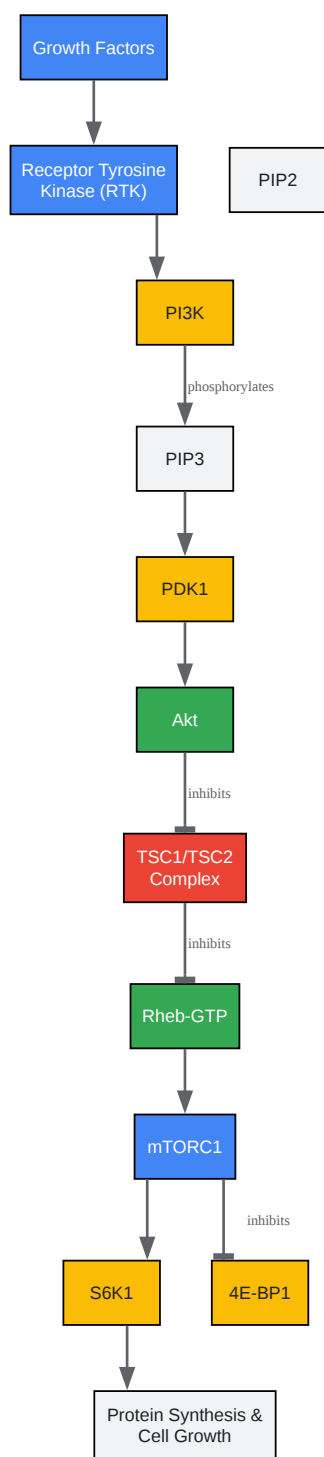 Growth Factors
Receptor Tyrosine
Kinase (RTK)
PIP2
PI3K
phosphorylates
PIP3
PDK1
Akt
inhibits
TSC1/TSC2
Complex
inhibits
Rheb-GTP
mTORC1
inhibits
S6K1
4E-BP1
Protein Synthesis &
Cell Growth